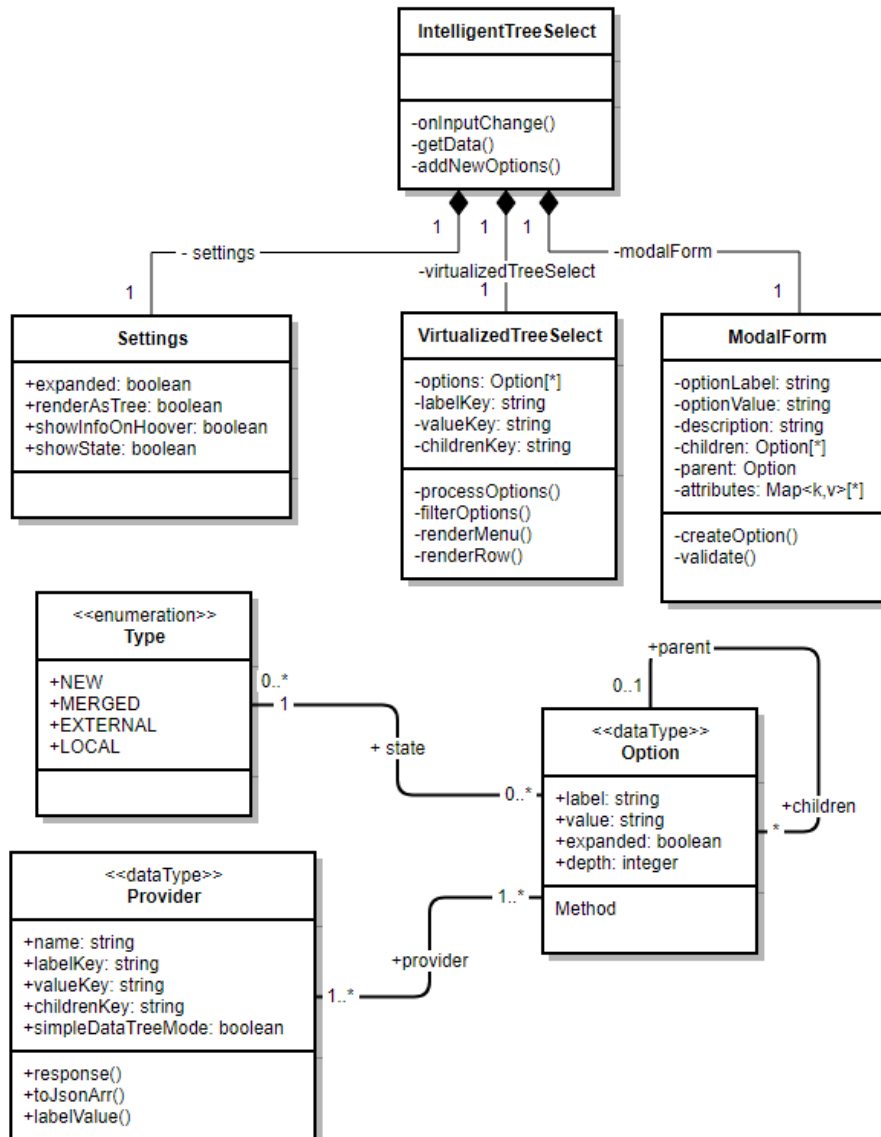 IntelligentTreeSelect
-onInputChange()
-getData()
-addNewOptions()
1
1
1
- settings
-virtualizedTreeSelect
-modalForm
1
1
1
Settings
+expanded: boolean
+renderAsTree: boolean
+showInfoOnHoover: boolean
+showState: boolean
VirtualizedTreeSelect
-options: Option[*]
-labelKey: string
-valueKey: string
-childrenKey: string
-processOptions()
-filterOptions()
-renderMenu()
-renderRow()
ModalForm
-optionLabel: string
-optionValue: string
-description: string
-children: Option[*]
-parent: Option
-attributes: Map<k,v>[*]
-createOption()
-validate()
<<enumeration>>
Type
+NEW
+MERGED
+EXTERNAL
+LOCAL
0..*
1
+ state
0..*
+parent
0..1
+children
*
<<dataType>>
Option
+label: string
+value: string
+expanded: boolean
+depth: integer
Method
<<dataType>>
Provider
+name: string
+labelKey: string
+valueKey: string
+childrenKey: string
+simpleDataTreeMode: boolean
+response()
+toJsonArr()
+labelValue()
1..*
+provider
1..*